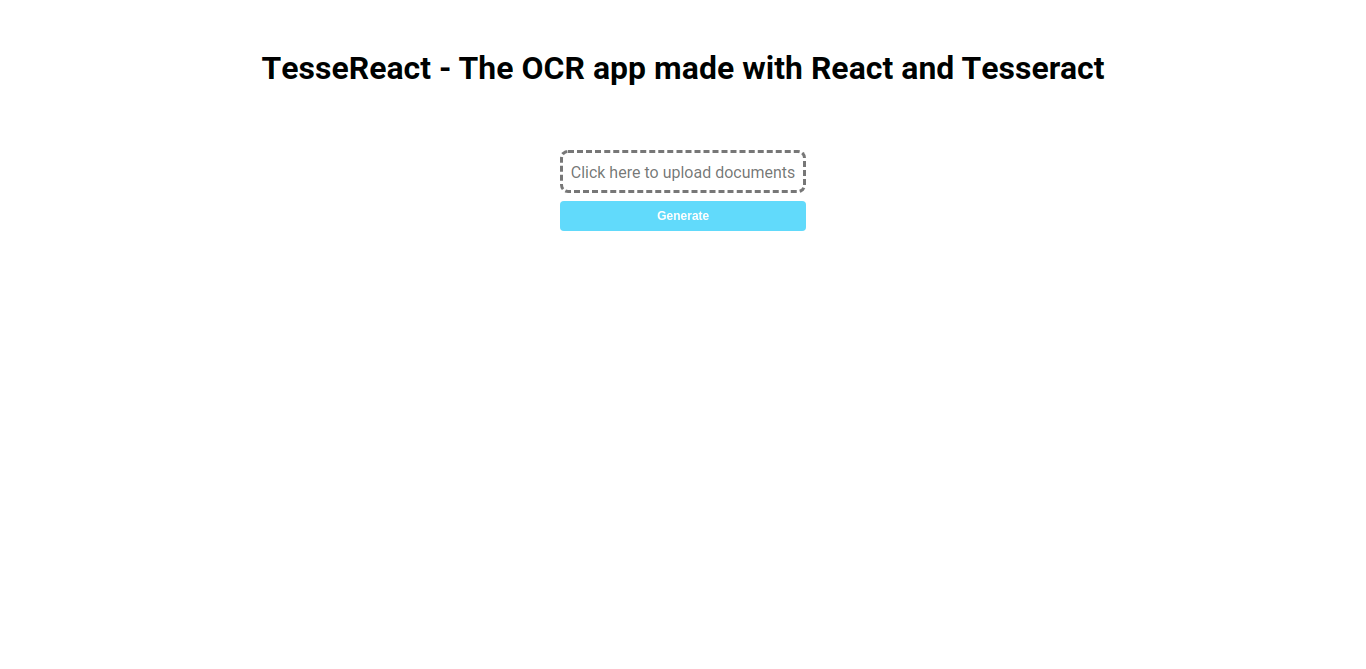 TesseReact - The OCR app made with React and Tesseract
Click here to upload documents
Generate